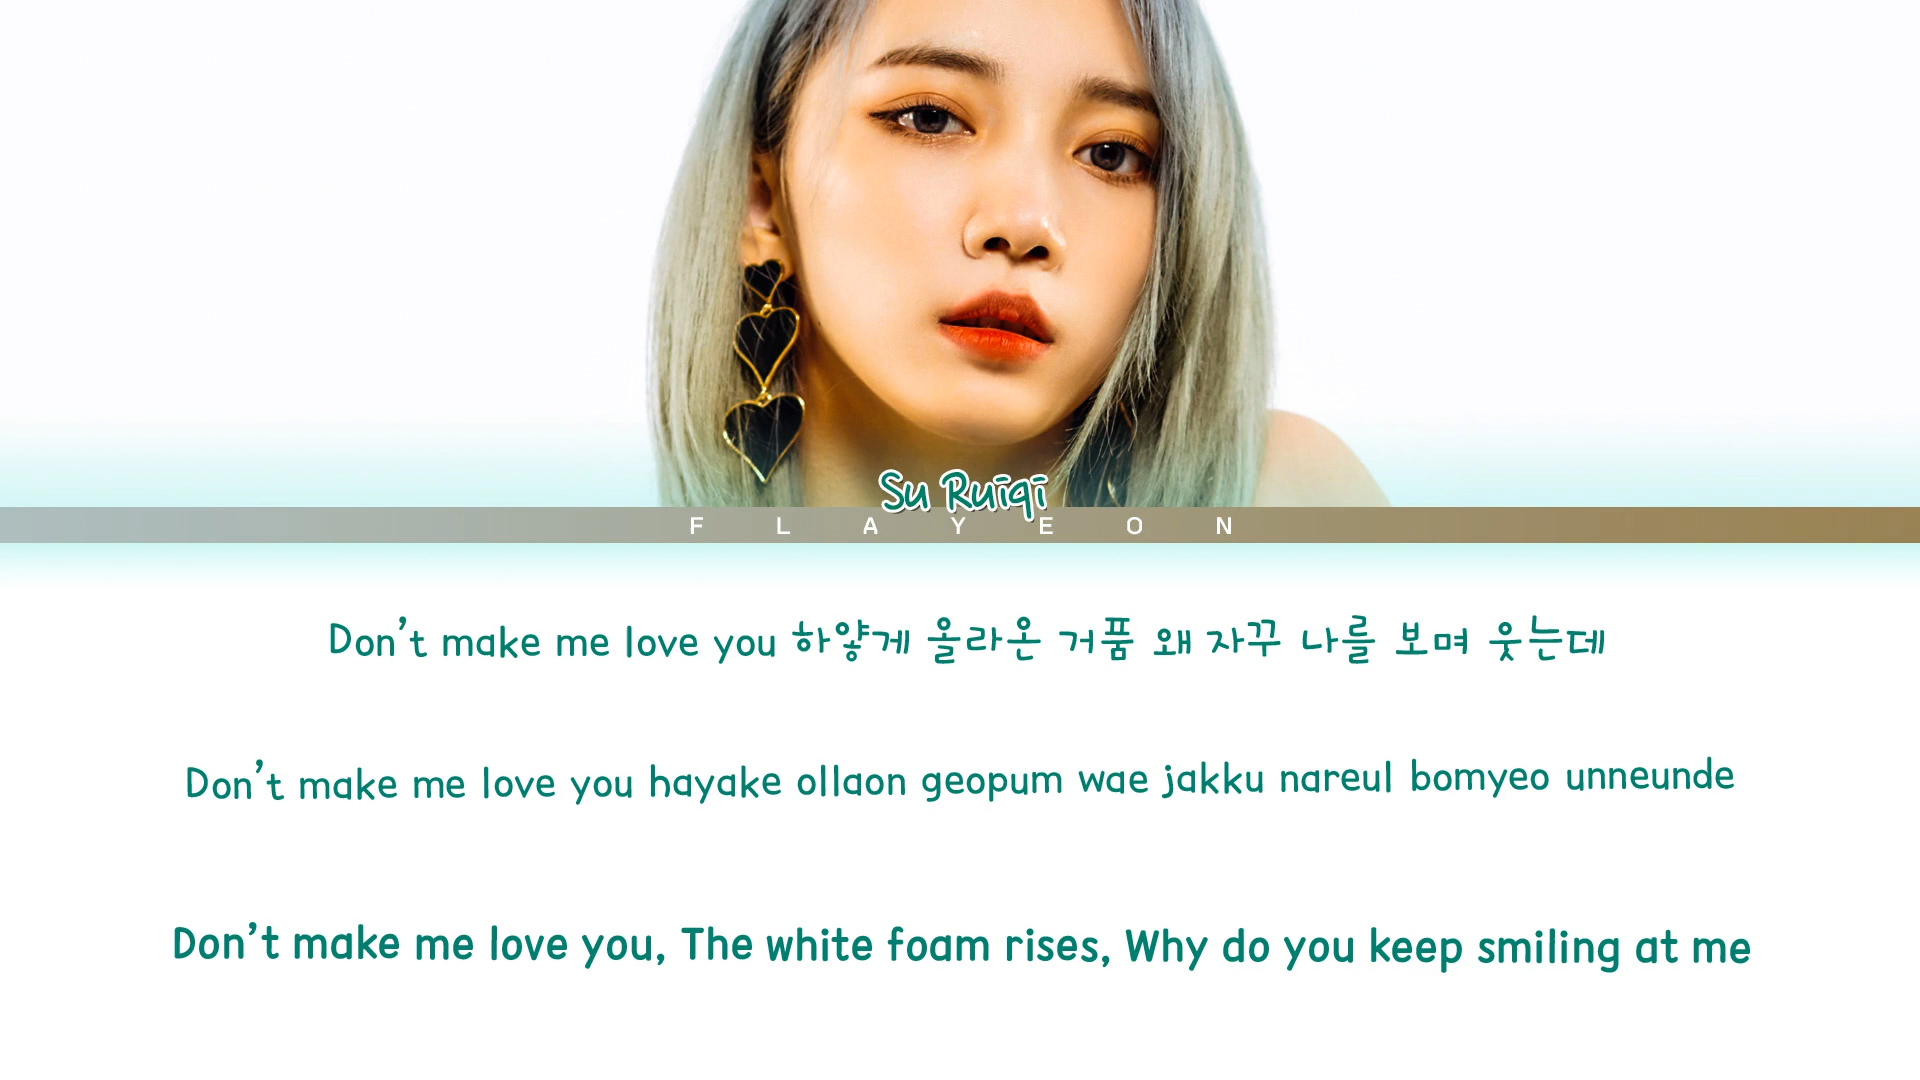 Su Ruiqi
FLAYEON
Don't make me love you 하얗게 올라온 거품 왜 자꾸 나를 보며 웃는데
Don't make me love you hayake ollaon geopum wae jakku nareul bomyeo unneunde
Don't make me love you, The white foam rises, Why do you keep smiling at me